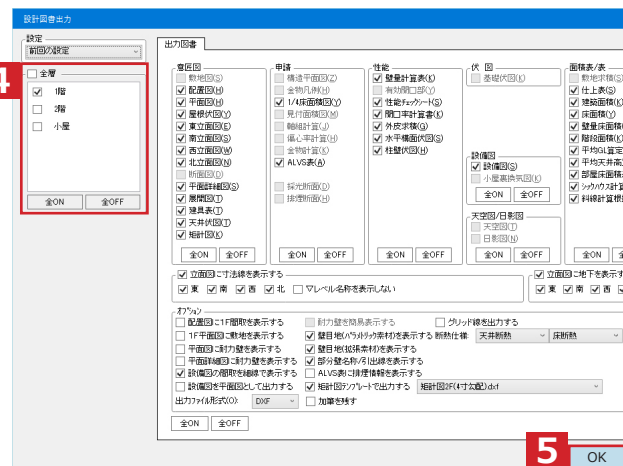 設計図書出力
設定
前回の設定
4
全層
1階
2階
小屋
全ON 全OFF
出力図書
意匠図
敷地図(S)
配置図(H)
平面図(H)
屋根伏図(Y)
東立面図(E)
南立面図(S)
西立面図(W)
北立面図(N)
断面図(D)
平面詳細図(S)
展開図(T)
建具表(T)
天井伏図(T)
矩計図(K)
全ON 全OFF
申請
構造平面図(Z)
金物凡例(H)
1/4床面積図(Y)
見付面積図(M)
軸組計算(J)
偏心率計算(H)
金物計算(K)
ALVS表(A)
採光断面(D)
排煙断面(H)
全ON 全OFF
性能
壁量計算表(K)
有効開口部(Y)
性能チェックシート(S)
開口率計算書(K)
外皮求積(G)
水平構面伏図(S)
柱壁伏図(H)
全ON 全OFF
伏 図
基礎伏図(K)
設備図
設備図(S)
小屋裏換気図(K)
全ON 全OFF
天空図/日影図
天空図(T)
日影図(N)
全ON 全OFF
面積表/表
敷地求積(S)
仕上表(S)
建築面積(K)
床面積(Y)
壁量床面積
階段面積(K)
平均GL算定
平均天井高
部屋床面積
シックハウス計算
斜線計算根
全ON
立面図に寸法線を表示する
東 南 西 北 ▽レベル名称を表示しない
立面図に地下を表示す
東 南 西
オプション
配置図に1F間取を表示する
1F平面図に敷地を表示する
平面図に耐力壁を表示する
平面詳細図に耐力壁を表示する
設備図の間取を細線で表示する
設備図を平面図として出力する
出力ファイル形式(O): DXF
耐力壁を簡易表示する
壁目地(パラメトリック素材)を表示する
壁目地(拡張素材)を表示する
部分壁名称/引出線を表示する
ALVS表に排煙情報を表示する
矩計図テンプレートで出力する 矩計図2F(4寸勾配).dxf
加筆を残す
グリッド線を出力する
断熱仕様: 天井断熱 床断熱
全ON 全OFF
5
OK